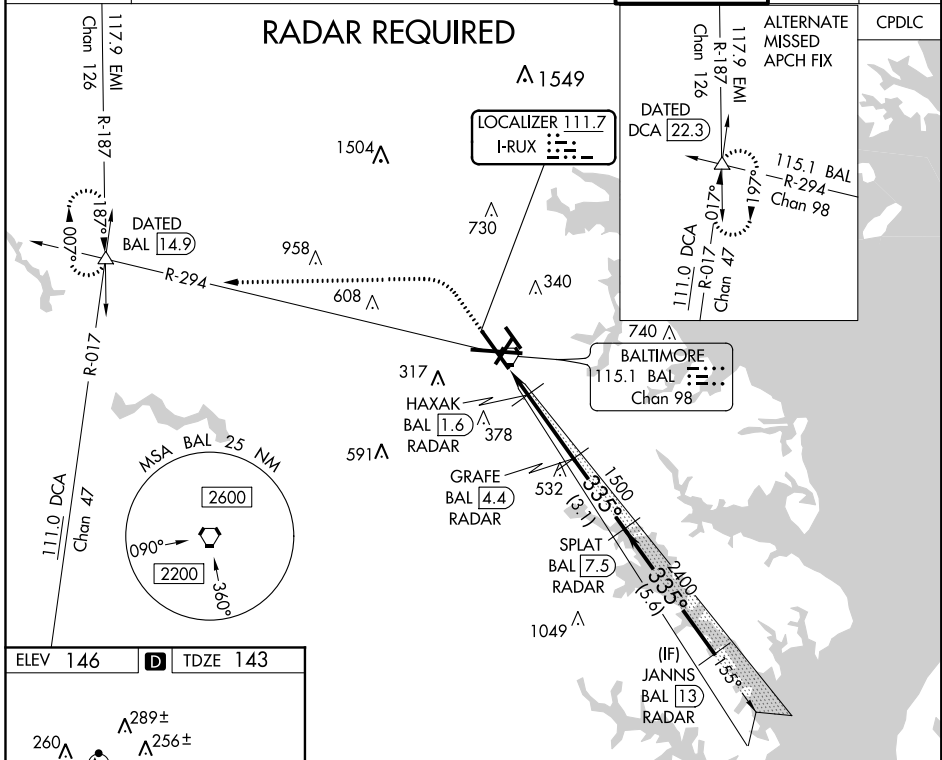 RADAR REQUIRED
CPDLC
117.9 EMI
Chan 126
R-187
187°
007°
DATED
BAL 14.9
R-294
R-017
111.0 DCA
Chan 47
1549
1504
LOCALIZER 111.7
I-RUX
730
958
608
340
317
378
591
532
1049
740
BALTIMORE
115.1 BAL
Chan 98
ALTERNATE
MISSED
APCH FIX
117.9 EMI
Chan 126
R-187
DATED
DCA 22.3
115.1 BAL
R-294
Chan 98
017°
197°
111.0 DCA
R-017
Chan 47
HAXAK
BAL 1.6
RADAR
GRAFE
BAL 4.4
RADAR
1500
335°
(3.1)
SPLAT
BAL 7.5
RADAR
2400
335°
(5.6)
(IF)
JANNS
BAL 13
RADAR
155°
MSA BAL 25 NM
2600
090°
2200
360°
ELEV 146
D
TDZE 143
289±
260
256±